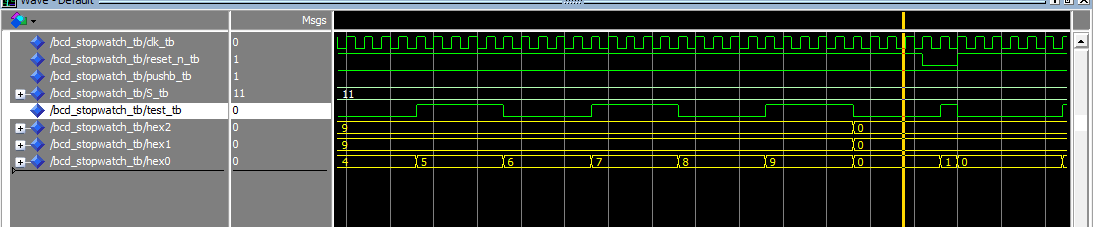 Wave - Default
Msgs
/bcd_stopwatch_tb/clk_tb 0
/bcd_stopwatch_tb/reset_n_tb 1
/bcd_stopwatch_tb/pushb_tb 1
/bcd_stopwatch_tb/S_tb 11 11
/bcd_stopwatch_tb/test_tb 0
/bcd_stopwatch_tb/hex2 0 9 0
/bcd_stopwatch_tb/hex1 0 9 0
/bcd_stopwatch_tb/hex0 0 4 5 6 7 8 9 0 1 0